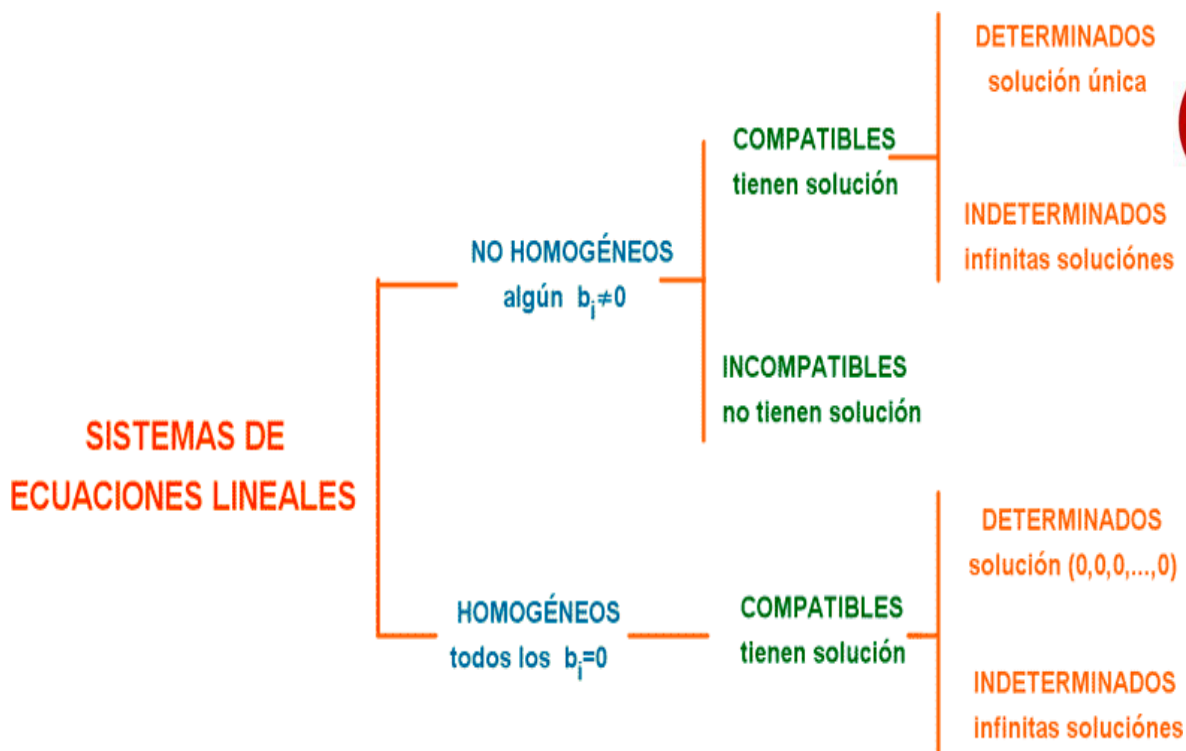 SISTEMAS DE
ECUACIONES LINEALES
NO HOMOGÉNEOS
algún bi≠0
COMPATIBLES
tienen solución
DETERMINADOS
solución única
INDETERMINADOS
infinitas soluciónes
INCOMPATIBLES
no tienen solución
HOMOGÉNEOS
todos los bi=0
COMPATIBLES
tienen solución
DETERMINADOS
solución (0,0,0,...,0)
INDETERMINADOS
infinitas soluciónes